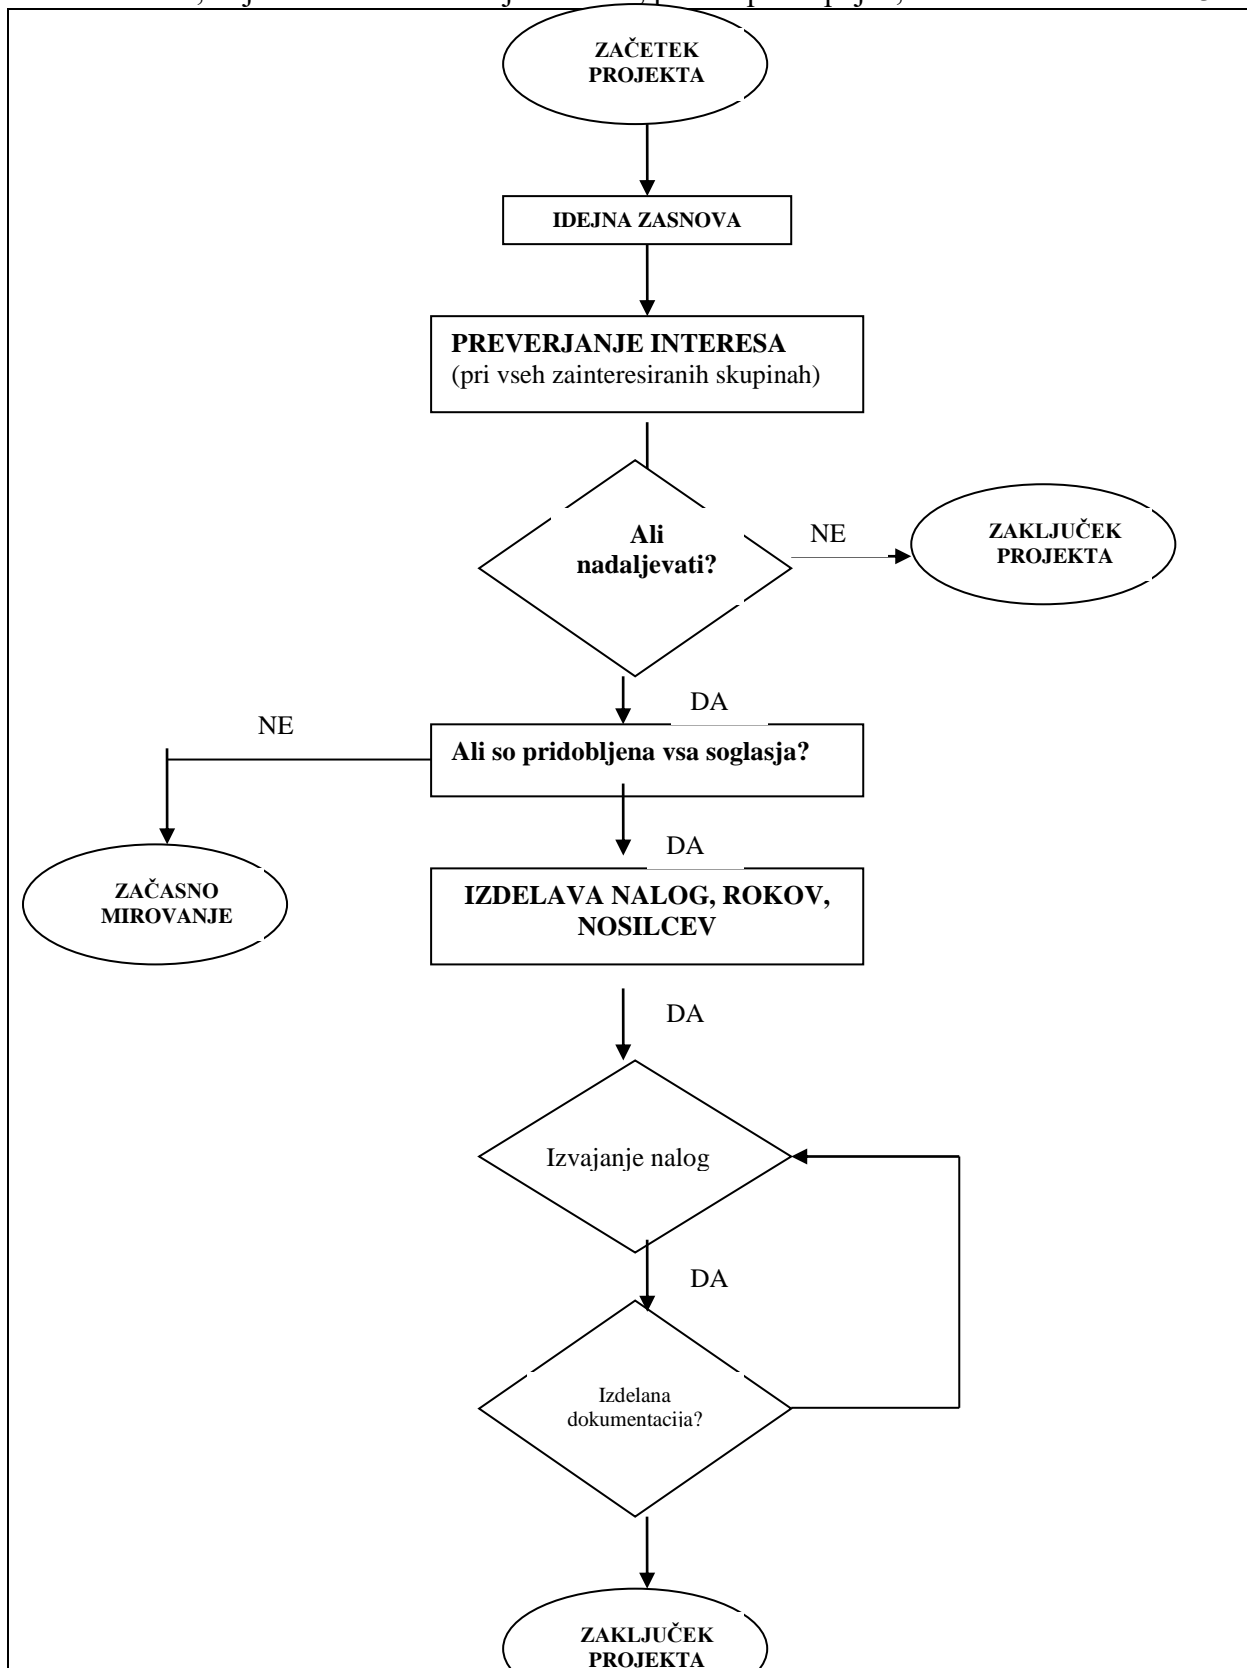 ZAČETEK
PROJEKTA
IDEJNA ZASNOVA
PREVERJANJE INTERESA
(pri vseh zainteresiranih skupinah)
Ali
nadaljevati?
NE
ZAKLJUČEK
PROJEKTA
DA
NE
Ali so pridobljena vsa soglasja?
DA
ZAČASNO
MIROVANJE
IZDELAVA NALOG, ROKOV,
NOSILCEV
DA
Izvajanje nalog
DA
Izdelana
dokumentacija?
ZAKLJUČEK
PROJEKTA